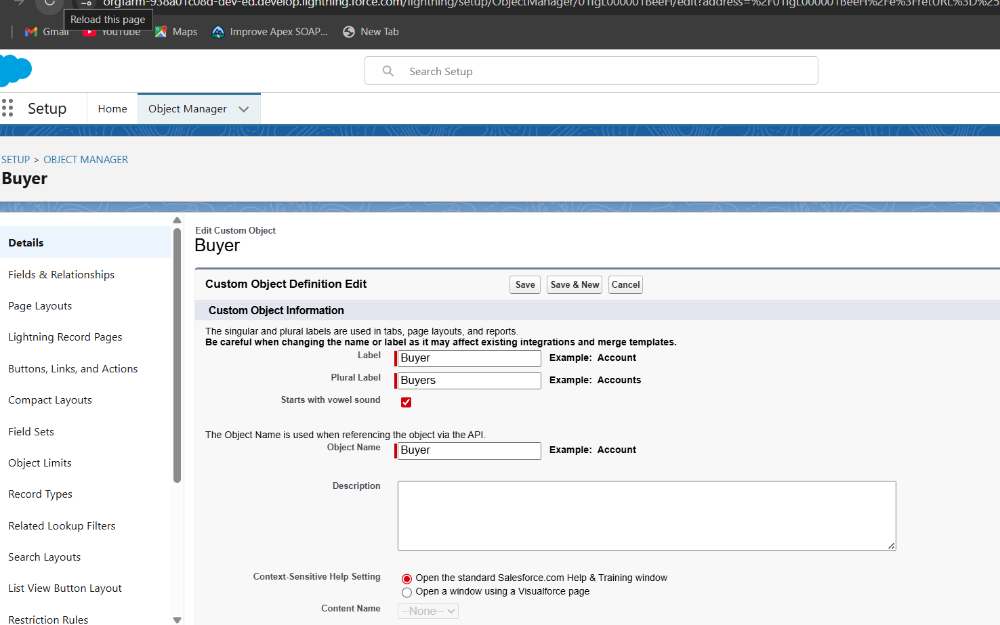 orgfarm-938a01c08d-dev-ed.develop.lightning.force.com/lightning/setup/ObjectManager/
Reload this page
Gmail YouTube Maps Improve Apex SOAP... New Tab
Search Setup
Setup Home Object Manager
SETUP > OBJECT MANAGER
Buyer
Details
Fields & Relationships
Page Layouts
Lightning Record Pages
Buttons, Links, and Actions
Compact Layouts
Field Sets
Object Limits
Record Types
Related Lookup Filters
Search Layouts
List View Button Layout
Restriction Rules
Edit Custom Object
Buyer
Custom Object Definition Edit Save Save & New Cancel
Custom Object Information
The singular and plural labels are used in tabs, page layouts, and reports.
Be careful when changing the name or label as it may affect existing integrations and merge templates.
Label Buyer Example: Account
Plural Label Buyers Example: Accounts
Starts with vowel sound
The Object Name is used when referencing the object via the API.
Object Name Buyer Example: Account
Description
Context-Sensitive Help Setting Open the standard Salesforce.com Help & Training window
Open a window using a Visualforce page
Content Name --None--